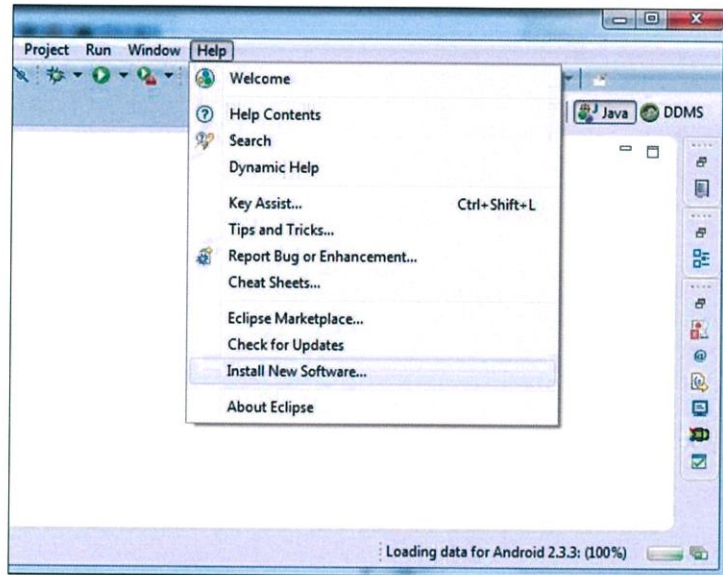 Project Run Window Help
Welcome
Java DDMS
Help Contents
Search
Dynamic Help
Key Assist... Ctrl+Shift+L
Tips and Tricks...
Report Bug or Enhancement...
Cheat Sheets...
Eclipse Marketplace...
Check for Updates
Install New Software...
About Eclipse
Loading data for Android 2.3.3: (100%)